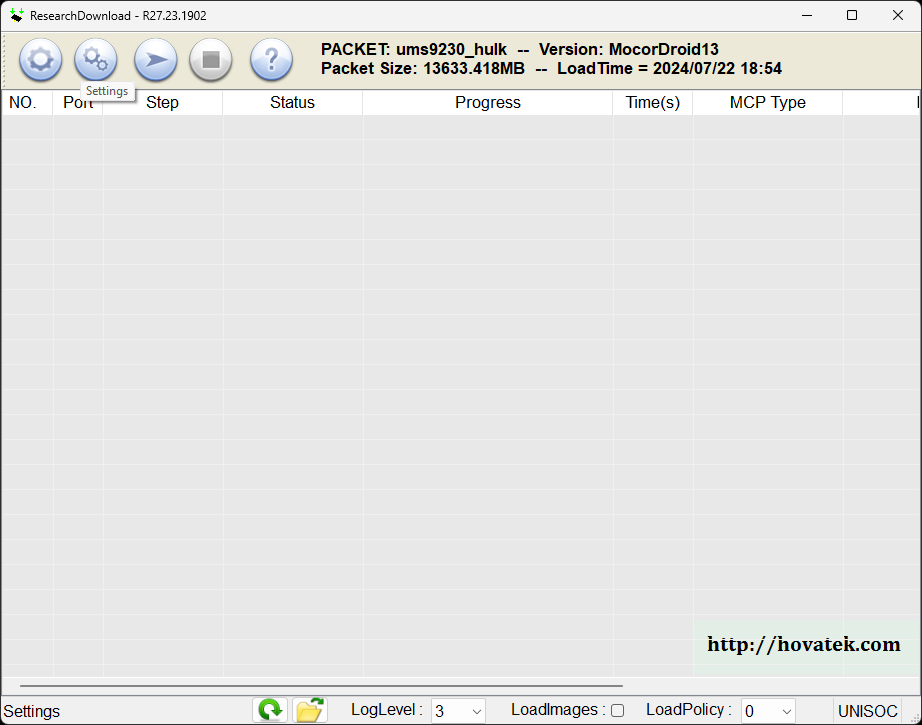 ResearchDownload - R27.23.1902
PACKET: ums9230_hulk -- Version: MocorDroid13
Packet Size: 13633.418MB -- LoadTime = 2024/07/22 18:54
Settings
NO. Port Step Status Progress Time(s) MCP Type
http://hovatek.com
Settings LogLevel : 3 LoadImages : LoadPolicy : 0 UNISOC